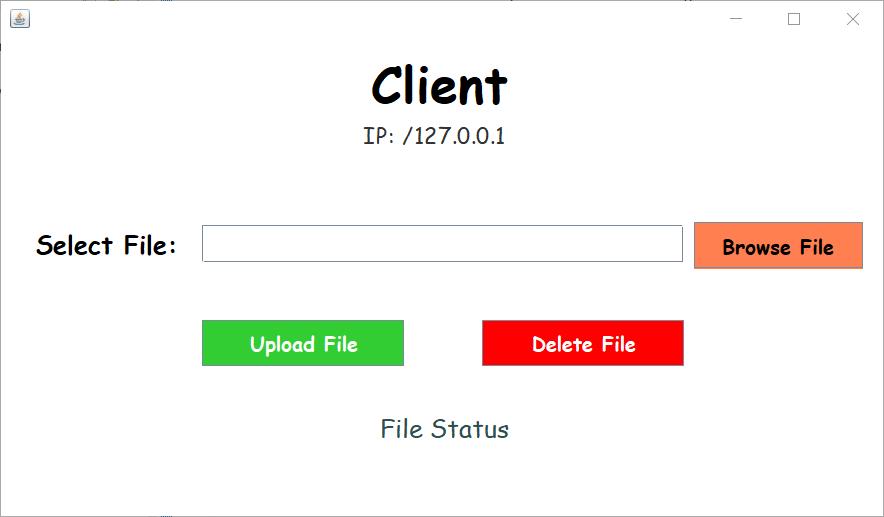 Client
IP: /127.0.0.1
Select File:
Browse File
Upload File
Delete File
File Status